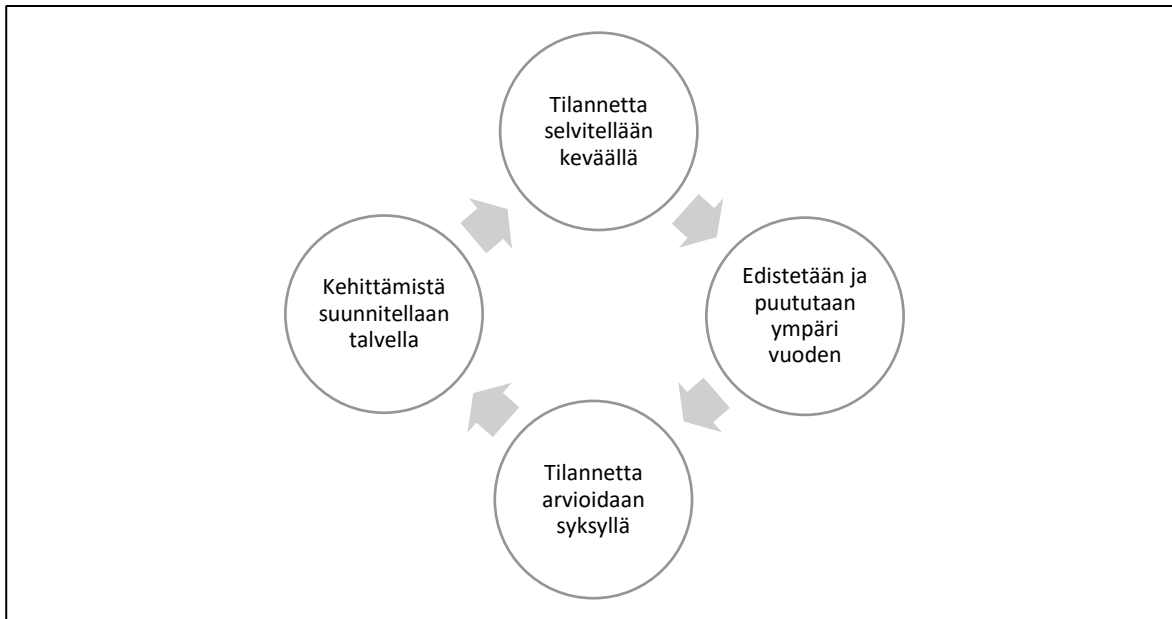 Tilannetta
selvitellään
keväällä
Edistetään ja
puututaan
ympäri
vuoden
Tilannetta
arvioidaan
syksyllä
Kehittämistä
suunnitellaan
talvella